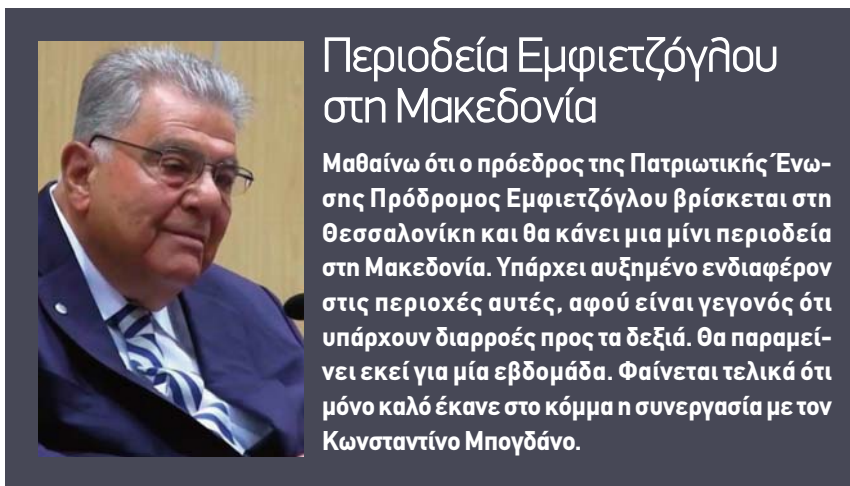 Περιοδεία Εμφιετζόγλου
στη Μακεδονία
Μαθαίνω ότι ο πρόεδρος της Πατριωτικής Ένω-
σης Πρόδρομος Εμφιετζόγλου βρίσκεται στη
Θεσσαλονίκη και θα κάνει μια μίνι περιοδεία
στη Μακεδονία. Υπάρχει αυξημένο ενδιαφέρον
στις περιοχές αυτές, αφού είναι γεγονός ότι
υπάρχουν διαρροές προς τα δεξιά. Θα παραμεί-
νει εκεί για μία εβδομάδα. Φαίνεται τελικά ότι
μόνο καλό έκανε στο κόμμα η συνεργασία με τον
Κωνσταντίνο Μπογδάνο.